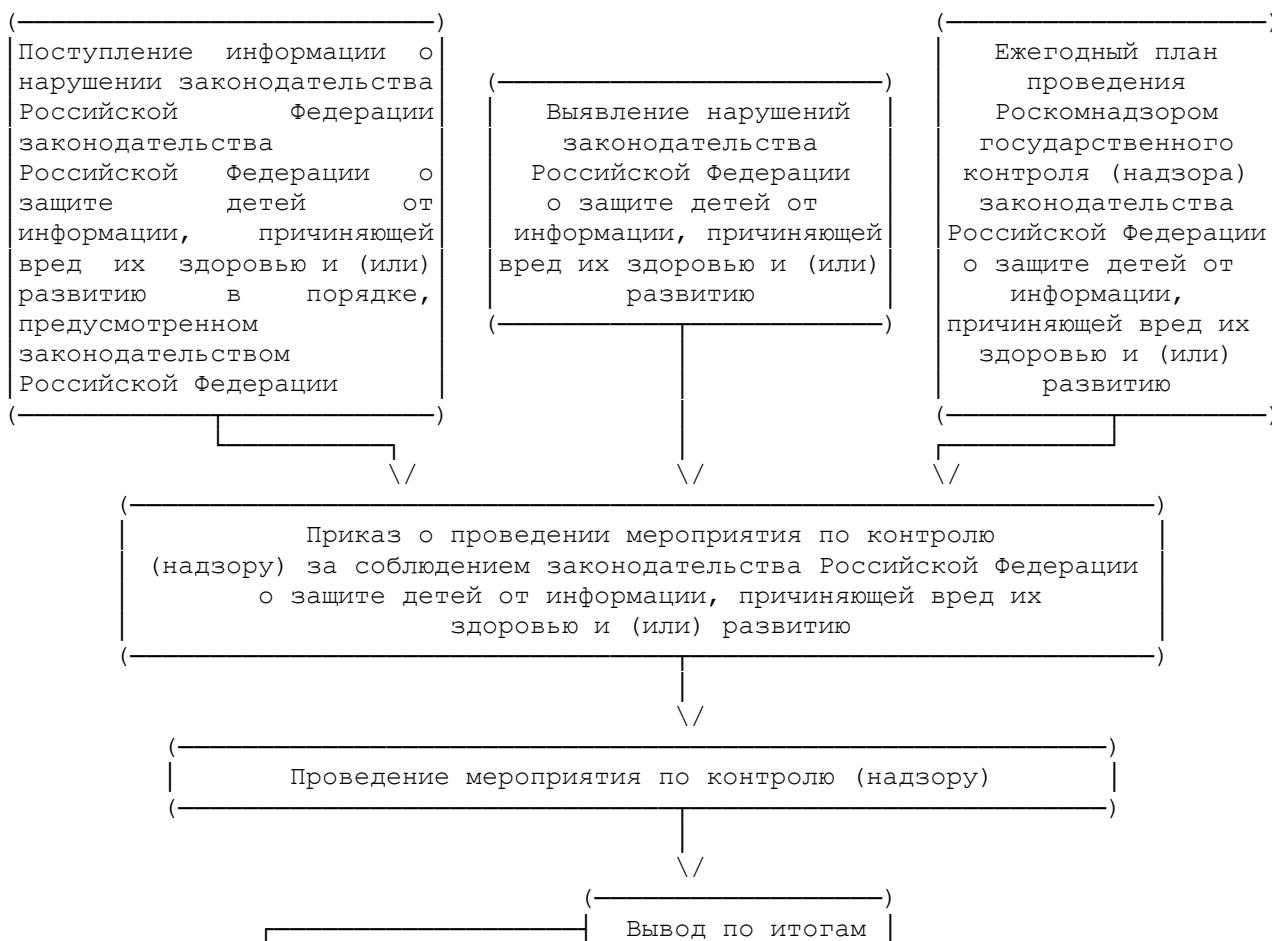 Поступление информации о
нарушении законодательства
Российской Федерации
законодательства
Российской Федерации о
защите детей от
информации, причиняющей
вред их здоровью и (или)
развитию в порядке,
предусмотренном
законодательством
Российской Федерации
Выявление нарушений
законодательства
Российской Федерации
о защите детей от
информации, причиняющей
вред их здоровью и (или)
развитию
Ежегодный план
проведения
Роскомнадзором
государственного
контроля (надзора)
законодательства
Российской Федерации
о защите детей от
информации,
причиняющей вред их
здоровью и (или)
развитию
Приказ о проведении мероприятия по контролю
(надзору) за соблюдением законодательства Российской Федерации
о защите детей от информации, причиняющей вред их
здоровью и (или) развитию
Проведение мероприятия по контролю (надзору)
Вывод по итогам